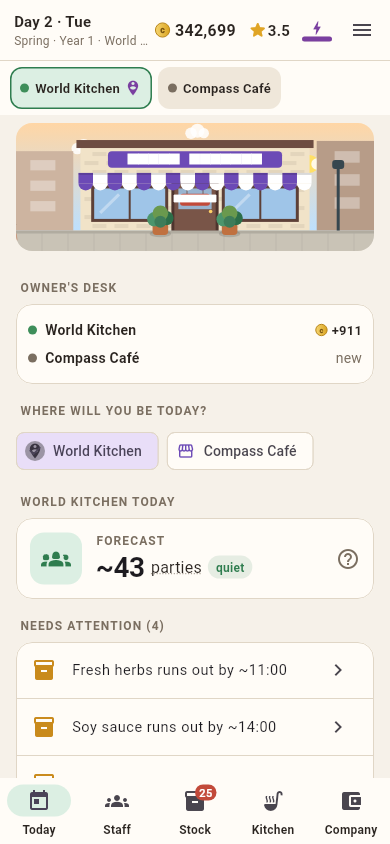 Day 2 · Tue
Spring · Year 1 · World ...
342,699
3.5
World Kitchen
Compass Café
OWNER'S DESK
World Kitchen
+911
Compass Café
new
WHERE WILL YOU BE TODAY?
World Kitchen
Compass Café
WORLD KITCHEN TODAY
FORECAST
~43 parties quiet
NEEDS ATTENTION (4)
Fresh herbs runs out by ~11:00
Soy sauce runs out by ~14:00
25
Today
Staff
Stock
Kitchen
Company